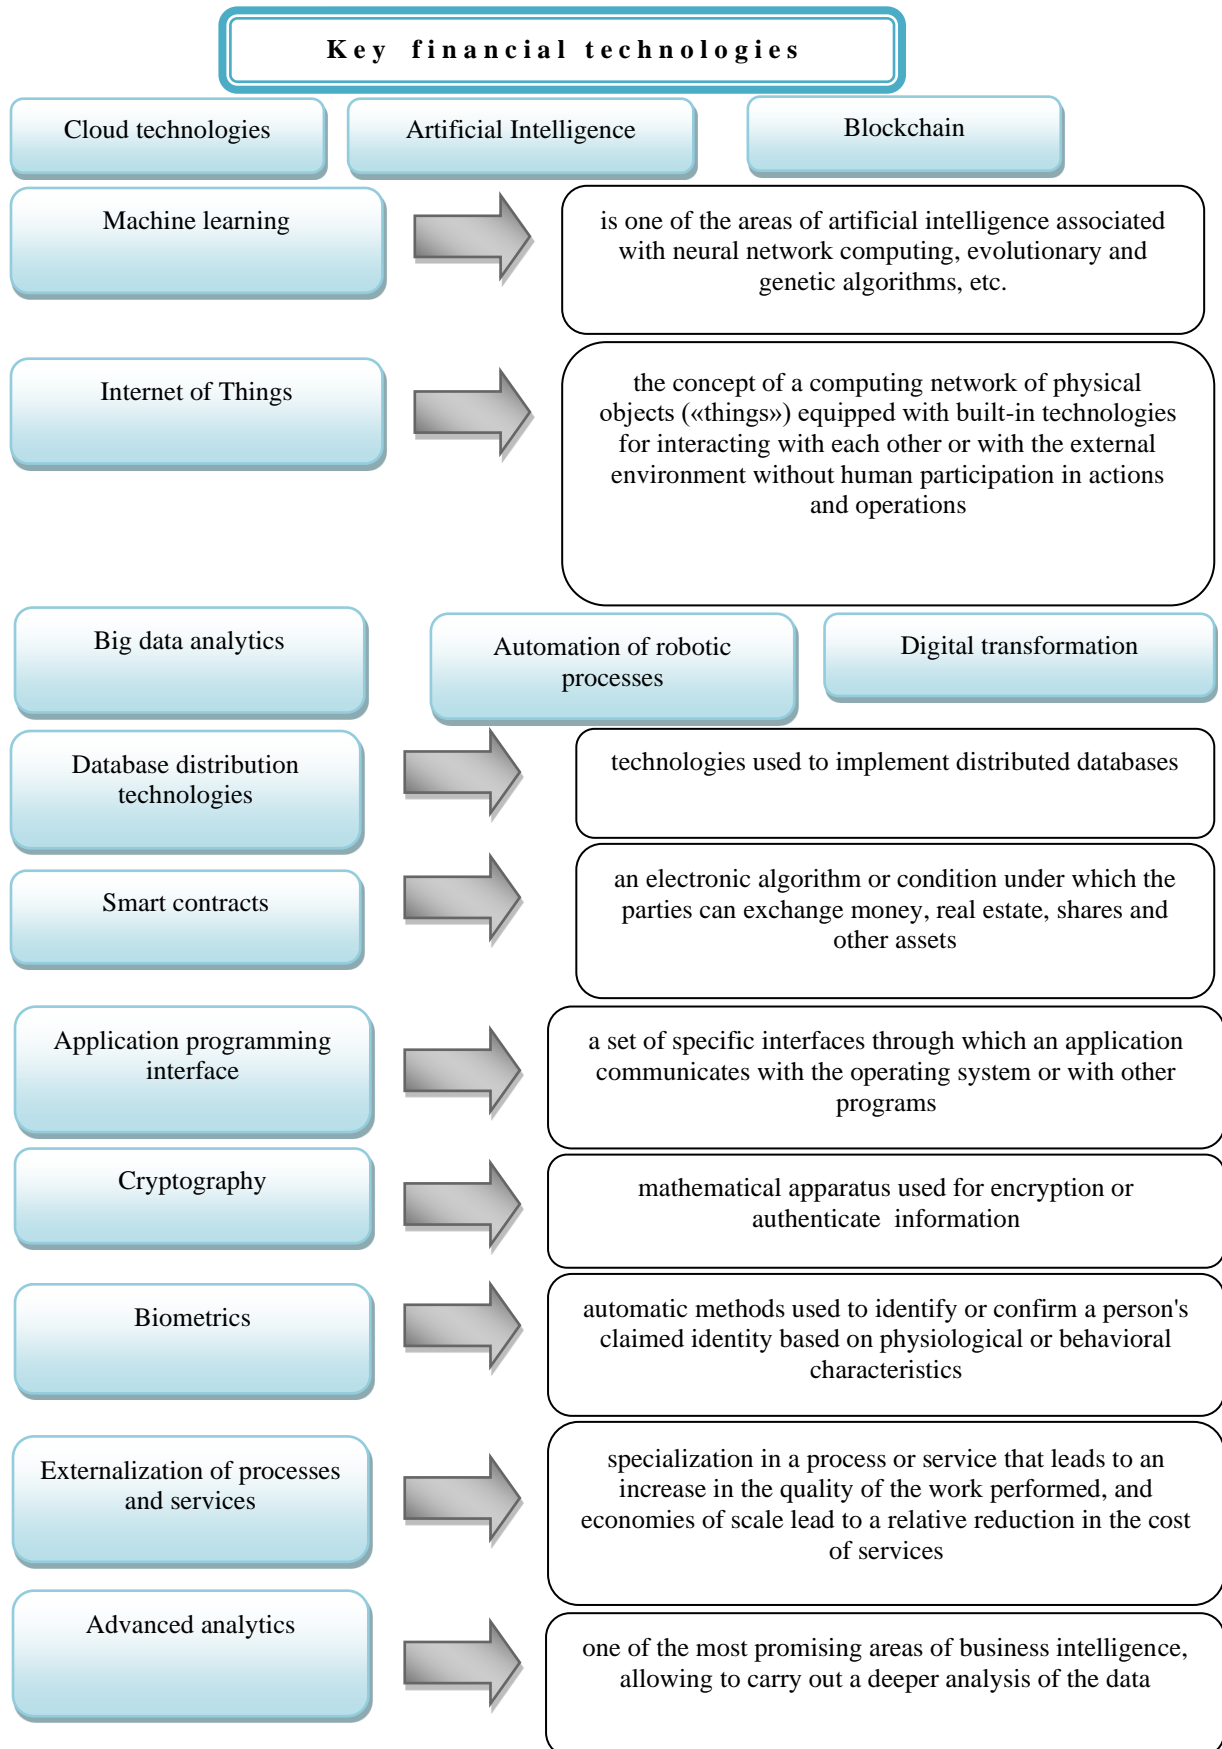 Key financial technologies
Cloud technologies
Artificial Intelligence
Blockchain
Machine learning
is one of the areas of artificial intelligence associated
with neural network computing, evolutionary and
genetic algorithms, etc.
Internet of Things
the concept of a computing network of physical
objects («things») equipped with built-in technologies
for interacting with each other or with the external
environment without human participation in actions
and operations
Big data analytics
Automation of robotic
processes
Digital transformation
Database distribution
technologies
technologies used to implement distributed databases
Smart contracts
an electronic algorithm or condition under which the
parties can exchange money, real estate, shares and
other assets
Application programming
interface
a set of specific interfaces through which an application
communicates with the operating system or with other
programs
Cryptography
mathematical apparatus used for encryption or
authenticate information
Biometrics
automatic methods used to identify or confirm a person's
claimed identity based on physiological or behavioral
characteristics
Externalization of processes
and services
specialization in a process or service that leads to an
increase in the quality of the work performed, and
economies of scale lead to a relative reduction in the cost
of services
Advanced analytics
one of the most promising areas of business intelligence,
allowing to carry out a deeper analysis of the data